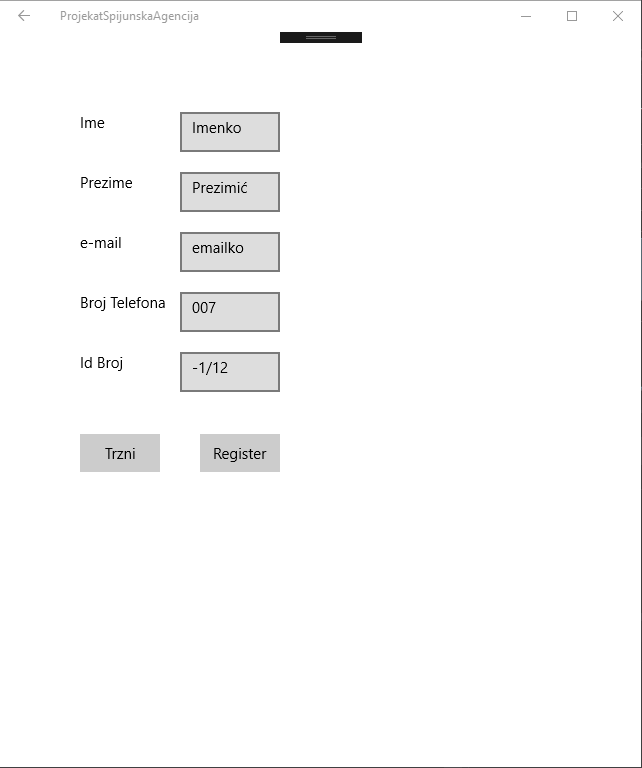 ProjekatSpijunskaAgencija
Ime
Imenko
Prezime
Prezimić
e-mail
emailko
Broj Telefona
007
Id Broj
-1/12
Trzni
Register